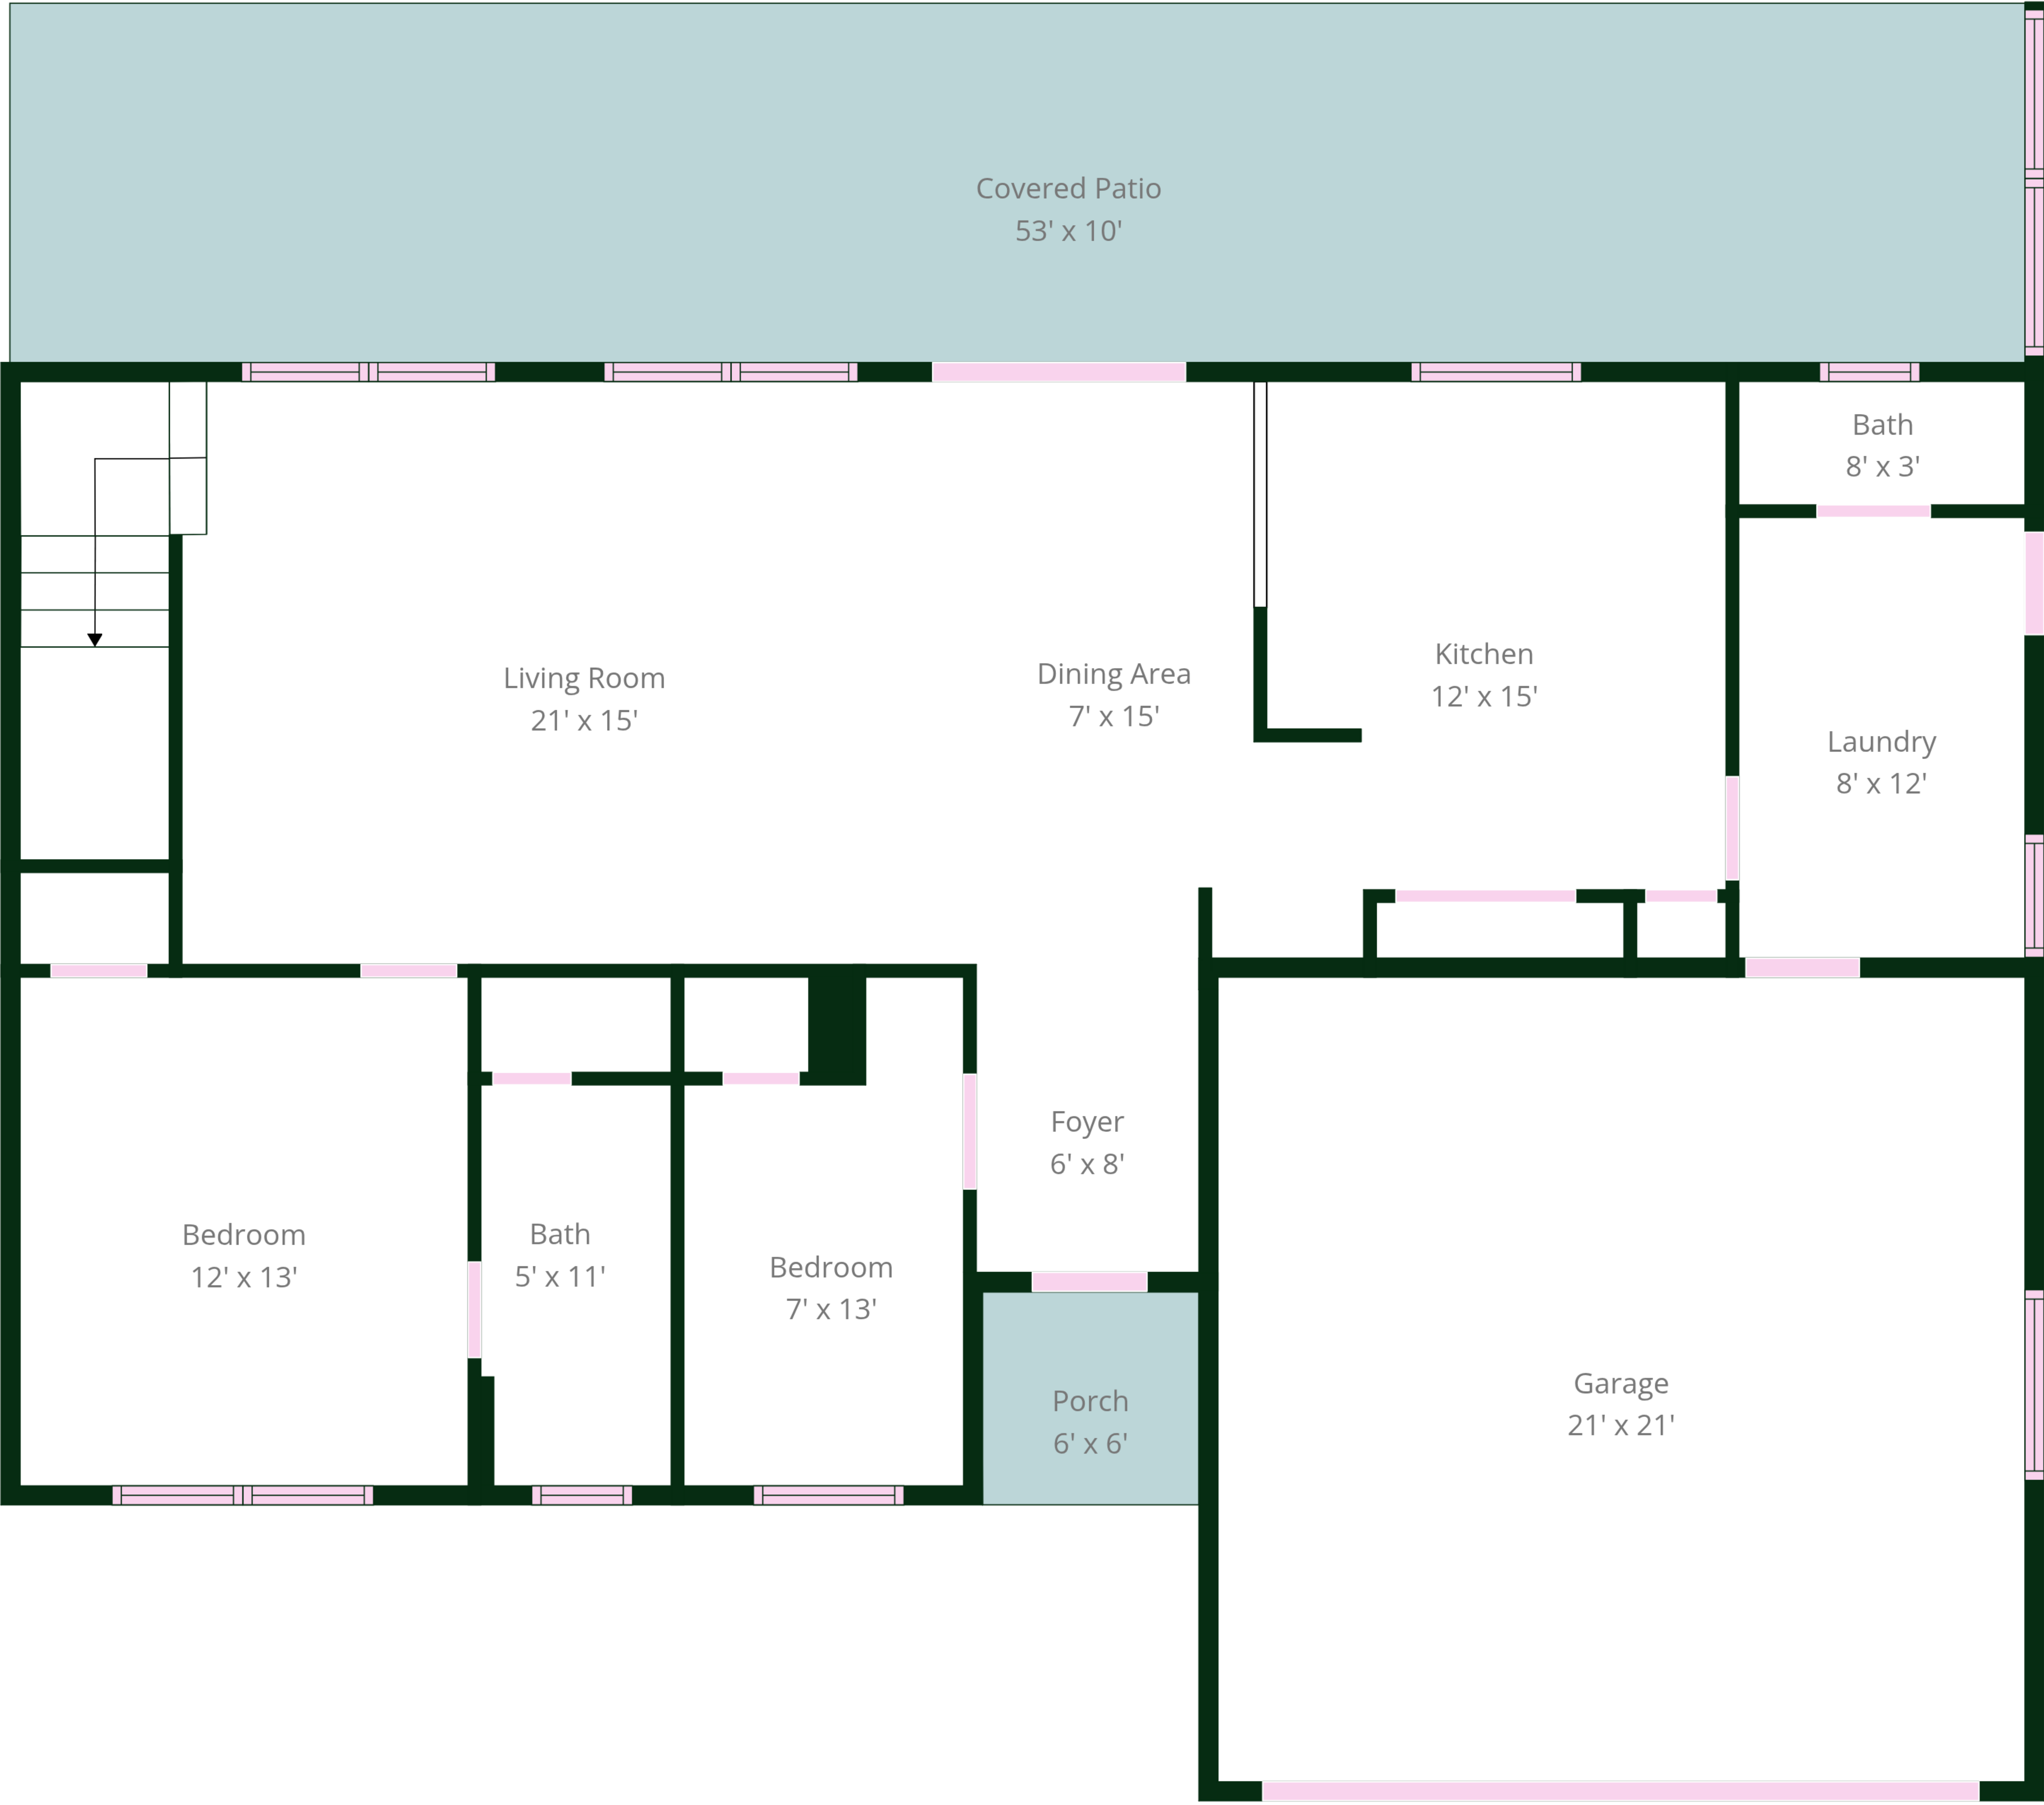 Covered Patio
53' x 10'
Bath
8' x 3'
Living Room
21' x 15'
Dining Area
7' x 15'
Kitchen
12' x 15'
Laundry
8' x 12'
Foyer
6' x 8'
Bedroom
12' x 13'
Bath
5' x 11'
Bedroom
7' x 13'
Porch
6' x 6'
Garage
21' x 21'